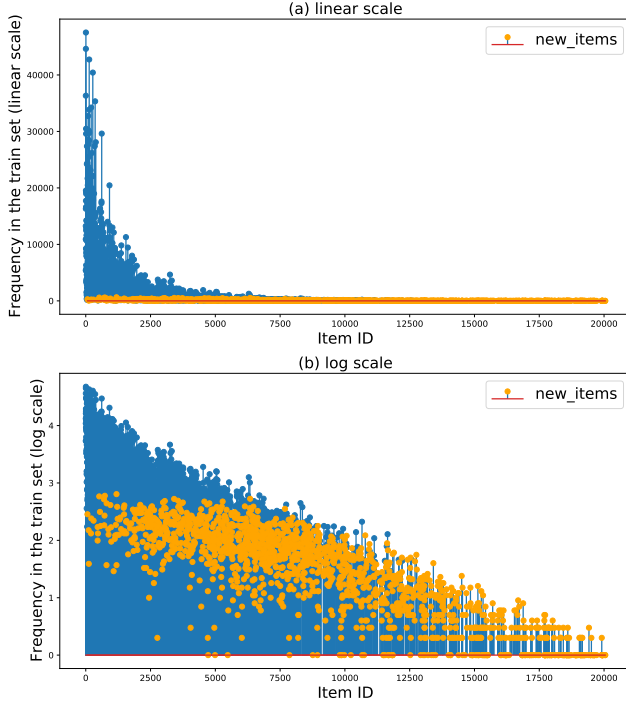 (a) linear scale
Frequency in the train set (linear scale)
40000
30000
20000
10000
0
new_items
0 2500 5000 7500 10000 12500 15000 17500 20000
Item ID
(b) log scale
Frequency in the train set (log scale)
4
3
2
1
0
new_items
0 2500 5000 7500 10000 12500 15000 17500 20000
Item ID